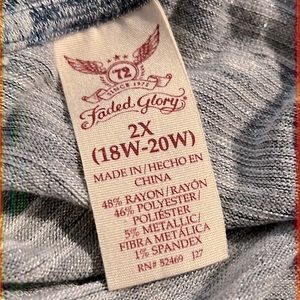 72
SINCE 1972
Faded Glory
2X
(18W-20W)
MADE IN/HECHO EN
CHINA
48% RAYON/RAYÓN
46% POLYESTER/
POLIÉSTER
5% METALLIC/
FIBRA METÁLICA
1% SPANDEX
RN# 52469 J27